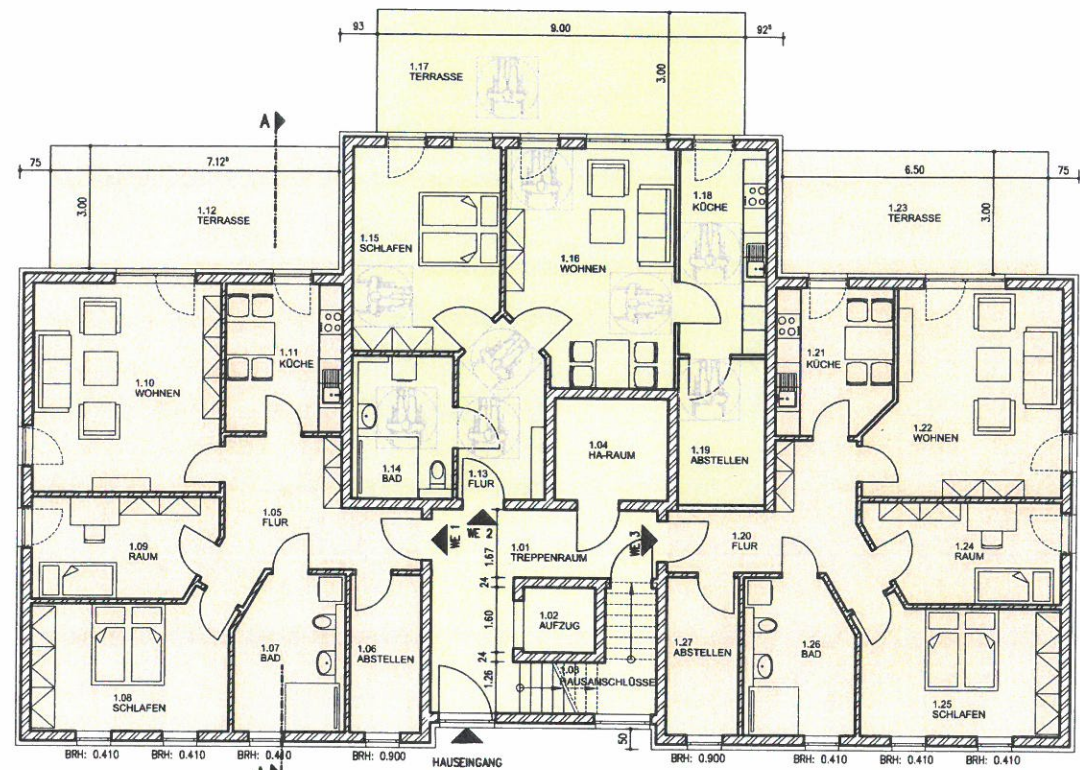 93
9.00
92⁵
1.17
TERRASSE
3.00
A
75
7.12⁵
3.00
1.12
TERRASSE
6.50
75
1.23
TERRASSE
3.00
1.15
SCHLAFEN
1.16
WOHNEN
1.18
KÜCHE
1.10
WOHNEN
1.11
KÜCHE
1.21
KÜCHE
1.22
WOHNEN
1.14
BAD
1.13
FLUR
1.04
HA-RAUM
1.19
ABSTELLEN
1.05
FLUR
1.09
RAUM
WE 1
WE 2
1.67
1.01
TREPPENRAUM
WE 3
1.20
FLUR
1.24
RAUM
24
1.60
1.02
AUFZUG
24
1.26
1.03
HAUSANSCHLÜSSE
1.08
SCHLAFEN
1.07
BAD
1.06
ABSTELLEN
1.27
ABSTELLEN
1.26
BAD
1.25
SCHLAFEN
50
BRH: 0.410
BRH: 0.410
BRH: 0.410
BRH: 0.900
HAUSEINGANG
BRH: 0.900
BRH: 0.410
BRH: 0.410
BRH: 0.410
A